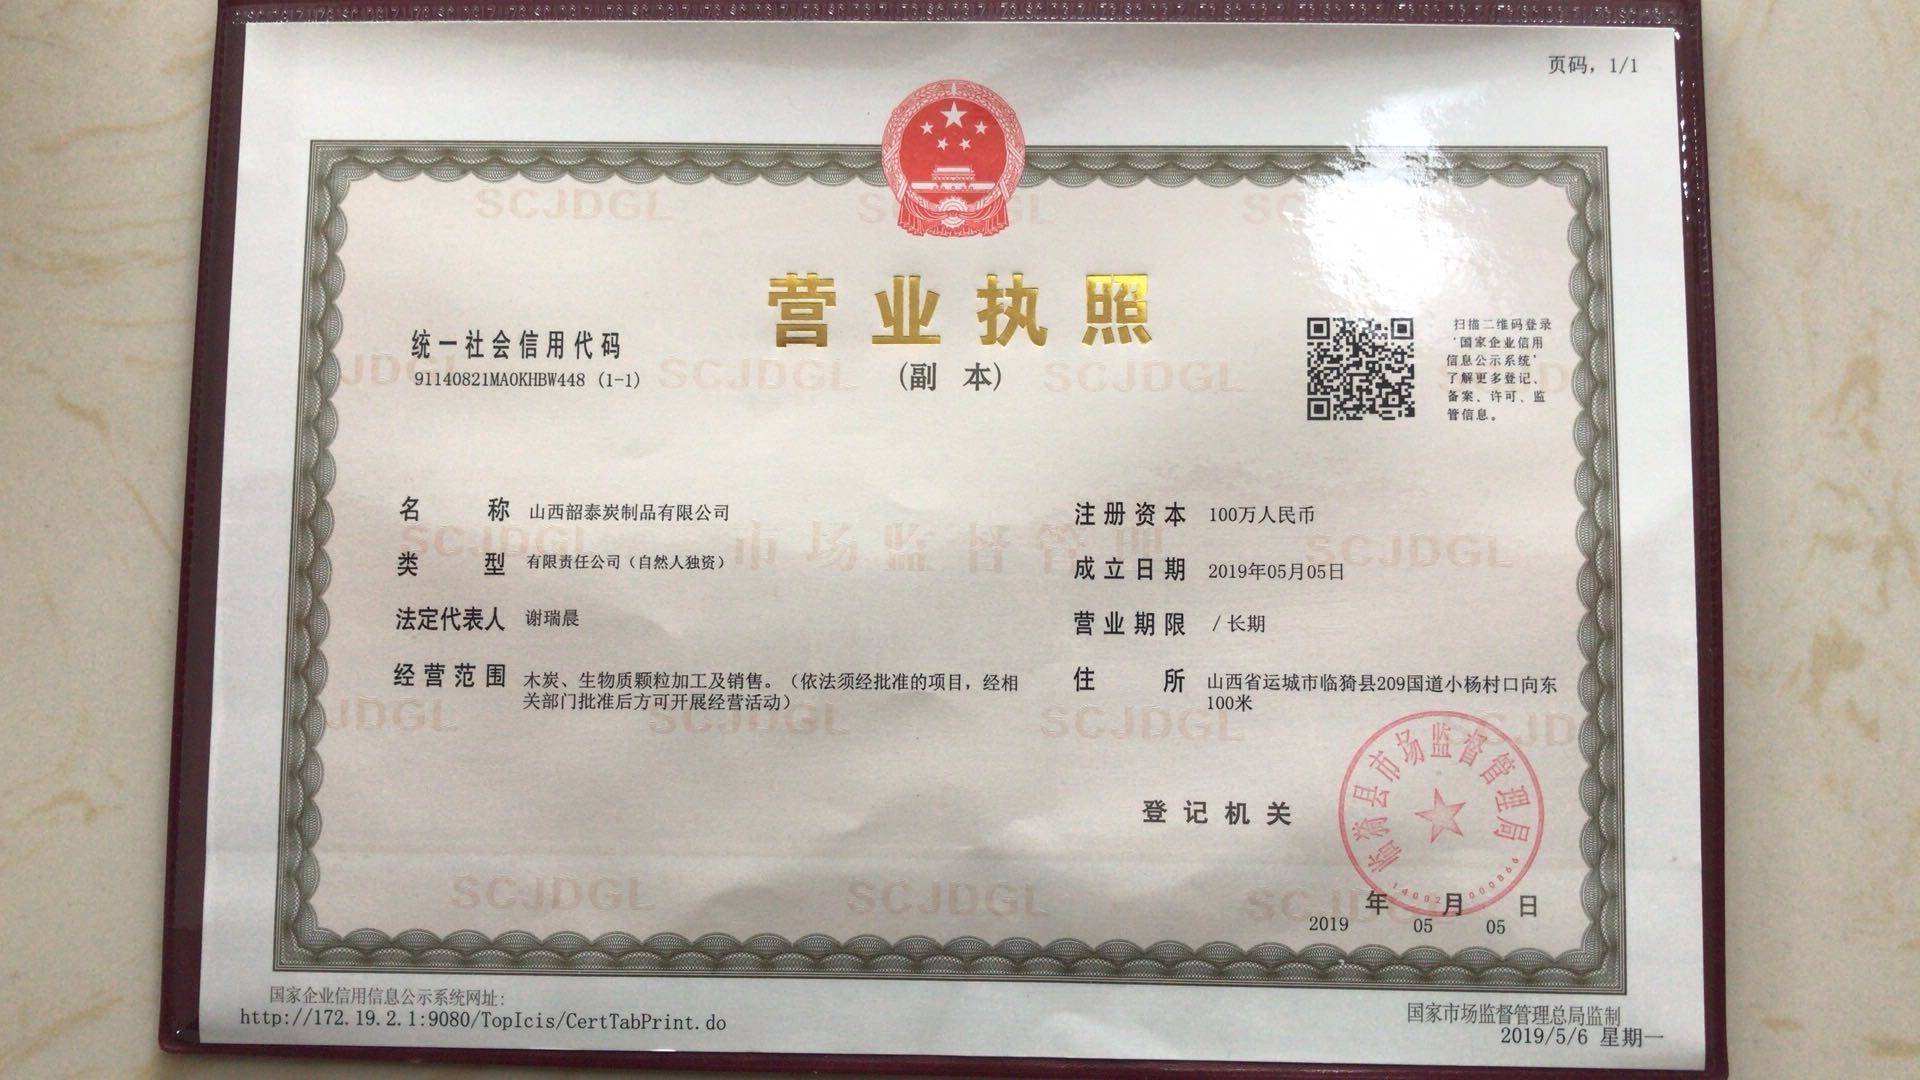 页码，1/1
营业执照
(副 本)
统一社会信用代码
91140821MA0KHBW448 (1-1)
扫描二维码登录
'国家企业信用
信息公示系统'
了解更多登记、
备案、许可、监
管信息。
名 称 山西韶泰炭制品有限公司
类 型 有限责任公司（自然人独资）
法定代表人 谢瑞晨
经营范围 木炭、生物质颗粒加工及销售。（依法须经批准的项目，经相
关部门批准后方可开展经营活动）
注册资本 100万人民币
成立日期 2019年05月05日
营业期限 / 长期
住 所 山西省运城市临猗县209国道小杨村口向东
100米
登记机关
临猗县市场监督管理局
2019 年 05 月 05 日
国家企业信用信息公示系统网址:
http://172.19.2.1:9080/TopIcis/CertTabPrint.do
国家市场监督管理总局监制
2019/5/6 星期一
SCJDGL
市场监督管理